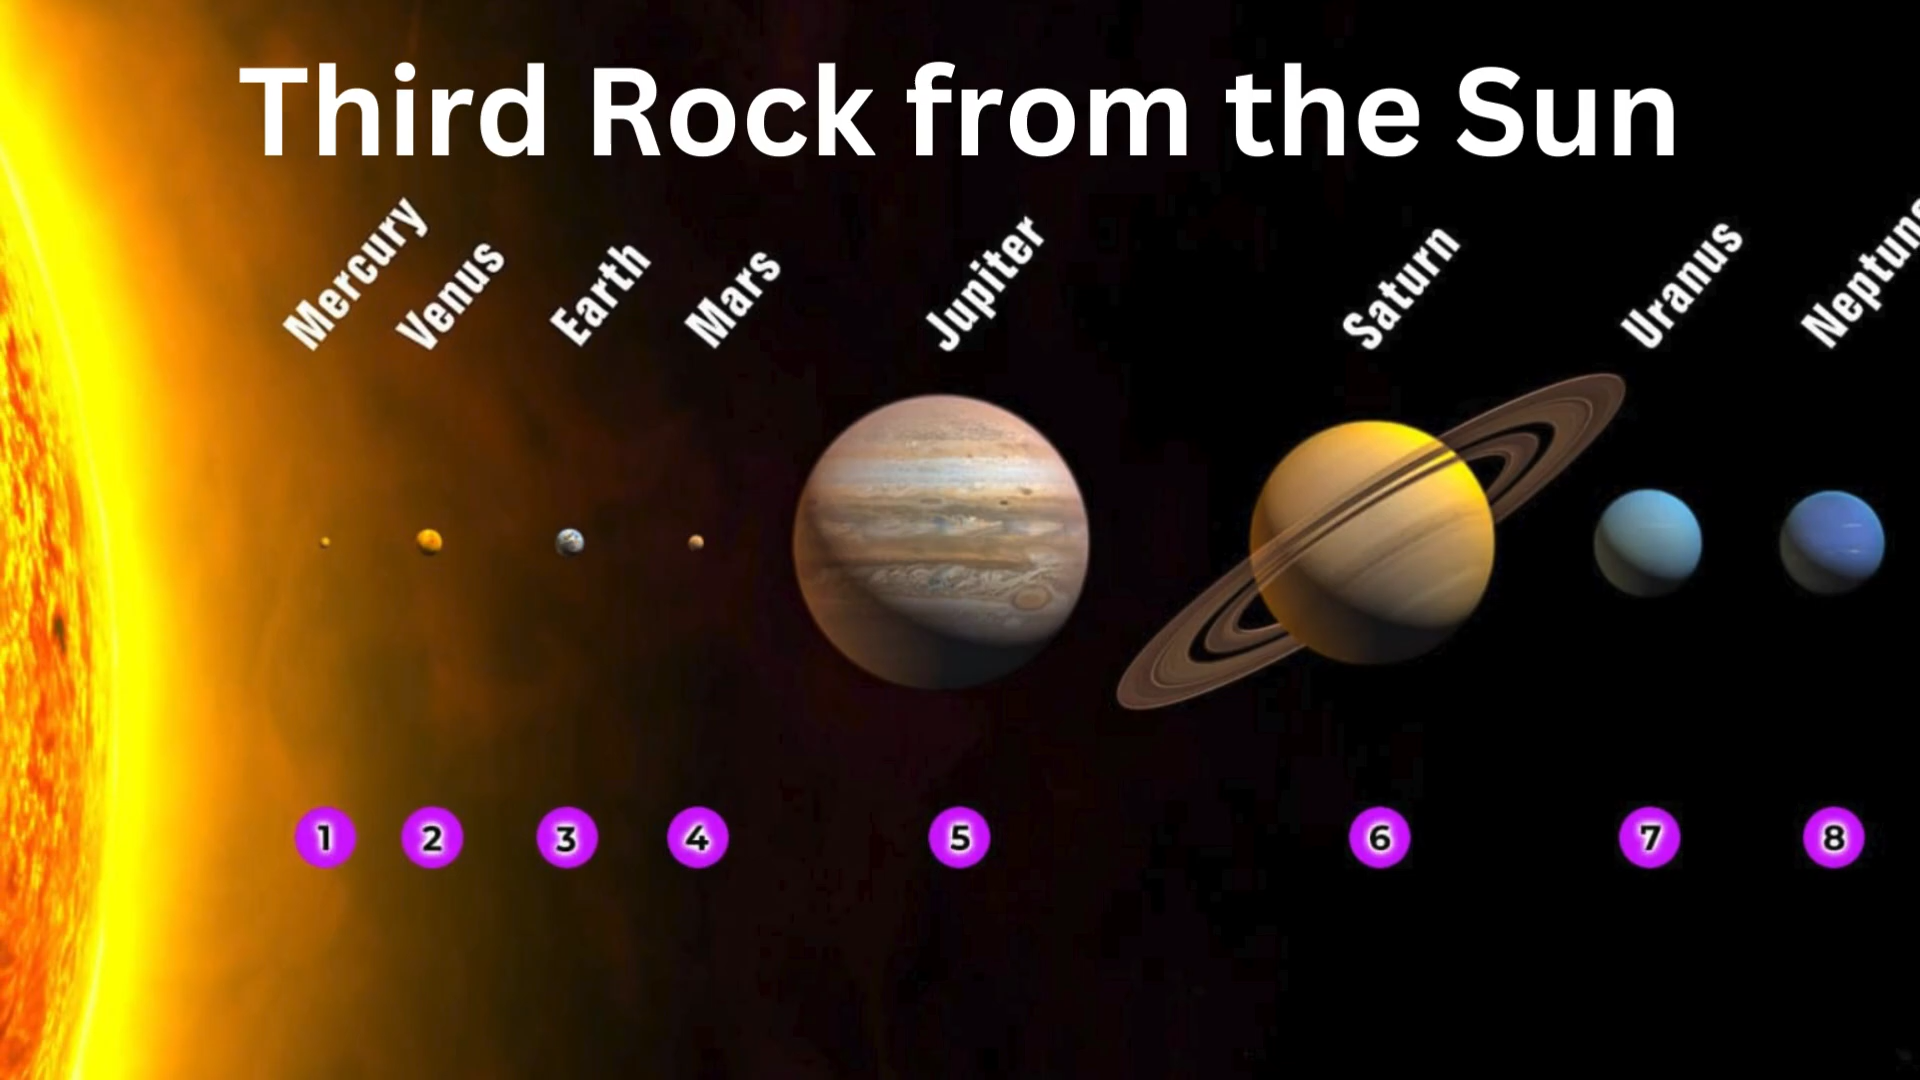 Third Rock from the Sun
Mercury
Venus
Earth
Mars
Jupiter
Saturn
Uranus
Neptun
1
2
3
4
5
6
7
8